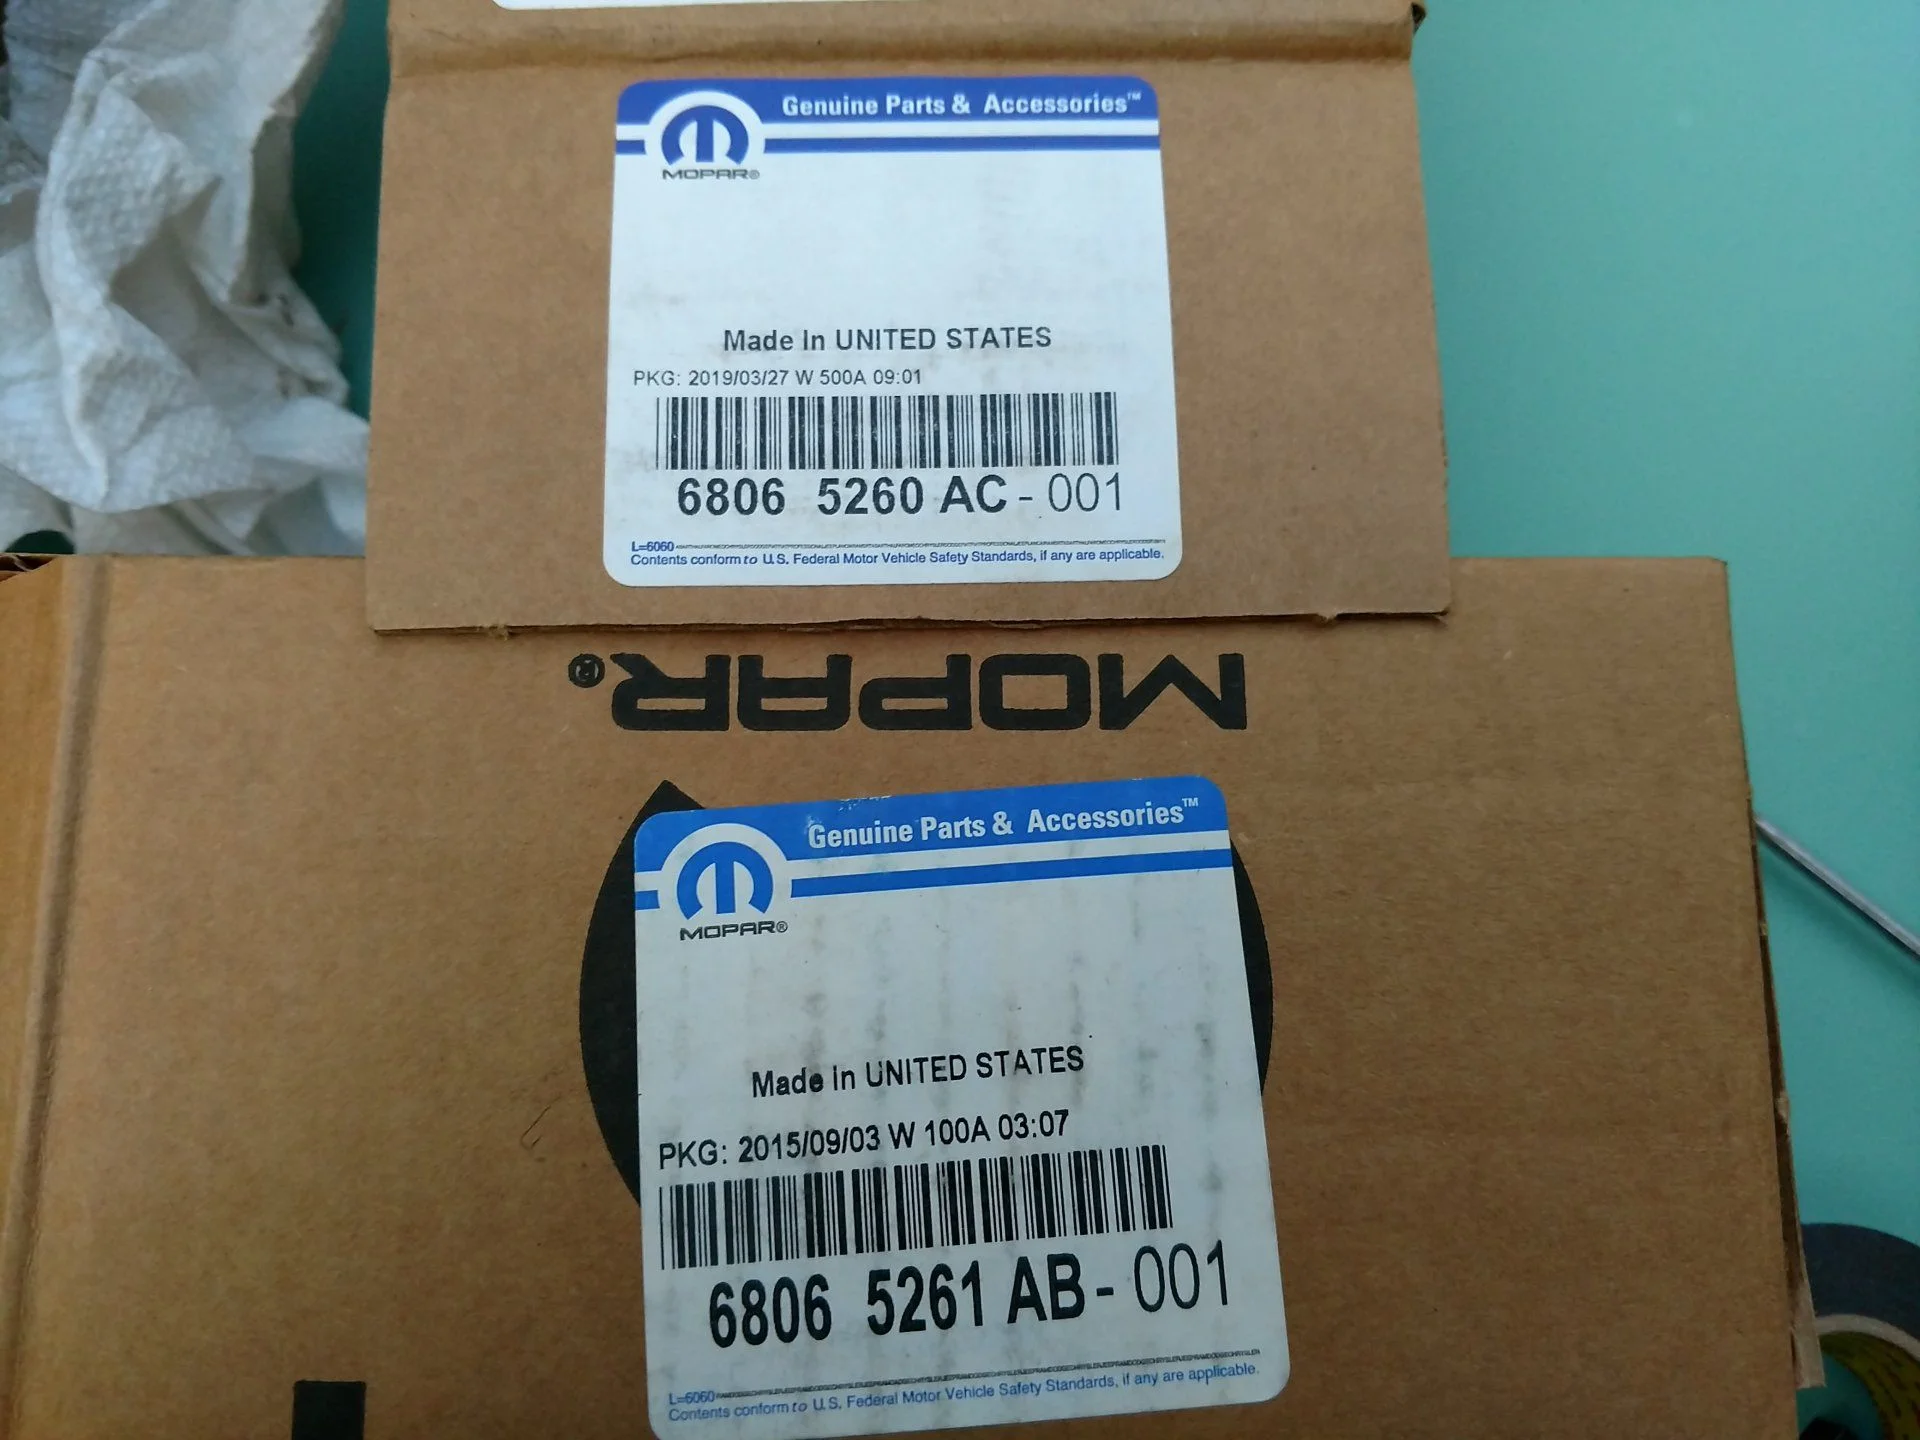 Genuine Parts & Accessories™
MOPAR®
Made In UNITED STATES
PKG: 2019/03/27 W 500A 09:01
6806 5260 AC - 001
L=6060
Contents conform to U.S. Federal Motor Vehicle Safety Standards, if any are applicable.
MOPAR®
Genuine Parts & Accessories™
MOPAR®
Made in UNITED STATES
PKG: 2015/09/03 W 100A 03:07
6806 5261 AB - 001
L=6060
Contents conform to U.S. Federal Motor Vehicle Safety Standards, if any are applicable.